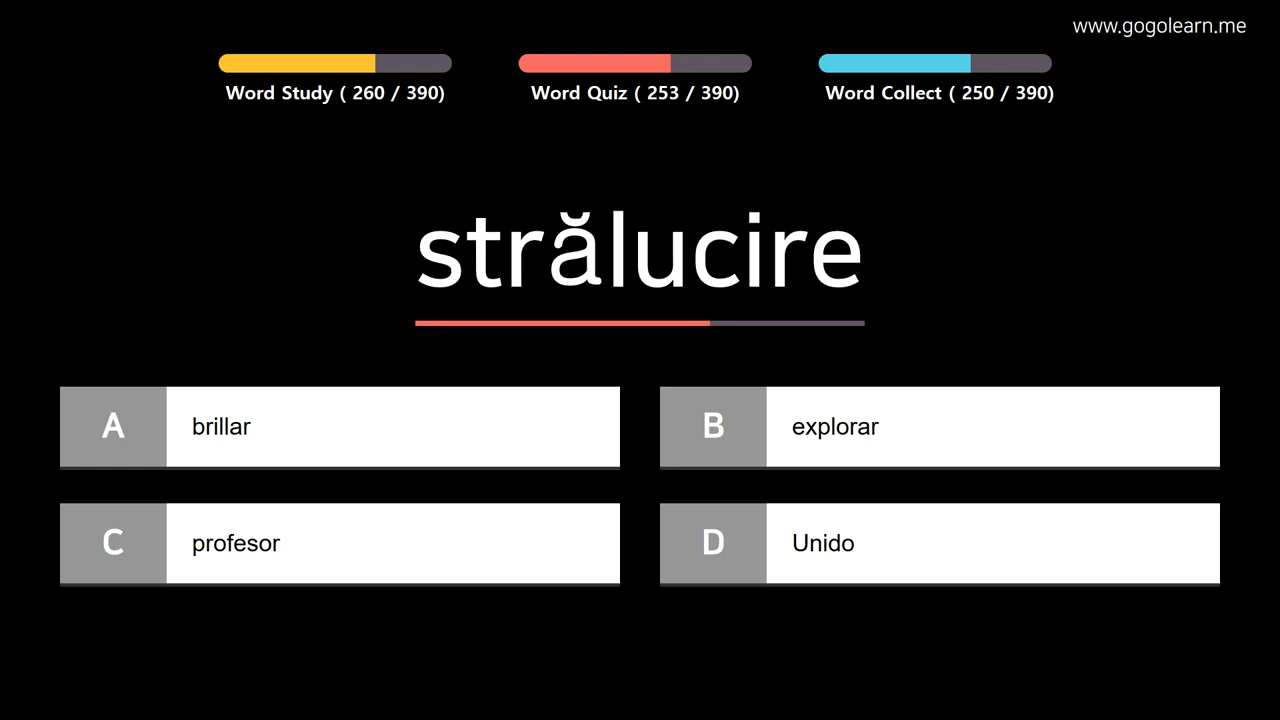 www.gogolearn.me
Word Study ( 260 / 390)
Word Quiz ( 253 / 390)
Word Collect ( 250 / 390)
strălucire
A brillar
B explorar
C profesor
D Unido